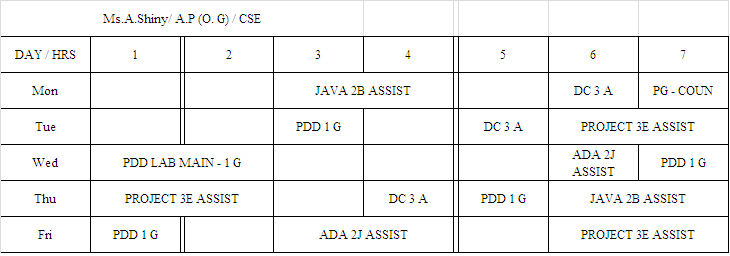 Ms.A.Shiny/ A.P (O. G) / CSE
DAY / HRS 1 2 3 4 5 6 7
Mon JAVA 2B ASSIST DC 3 A PG - COUN
Tue PDD 1 G DC 3 A PROJECT 3E ASSIST
Wed PDD LAB MAIN - 1 G ADA 2J ASSIST PDD 1 G
Thu PROJECT 3E ASSIST DC 3 A PDD 1 G JAVA 2B ASSIST
Fri PDD 1 G ADA 2J ASSIST PROJECT 3E ASSIST